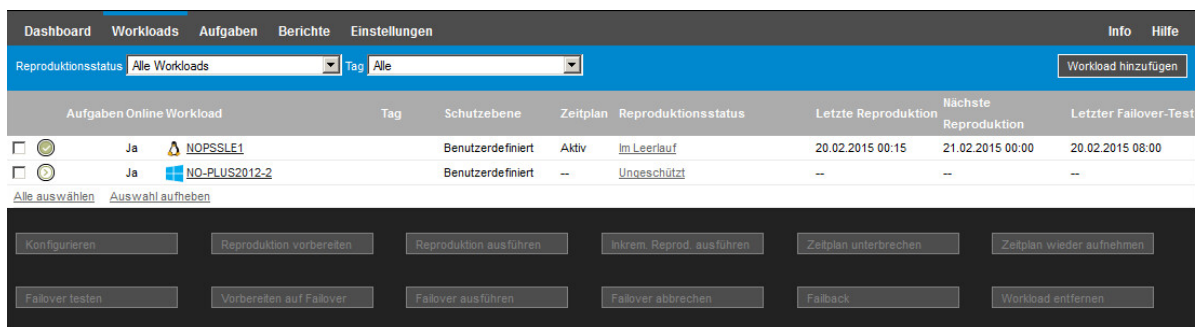 Dashboard Workloads Aufgaben Berichte Einstellungen Info Hilfe
Reproduktionsstatus Alle Workloads Tag Alle Workload hinzufügen
Aufgaben Online Workload Tag Schutzebene Zeitplan Reproduktionsstatus Letzte Reproduktion Nächste Reproduktion Letzter Failover-Test
Ja NOPSSLE1 Benutzerdefiniert Aktiv Im Leerlauf 20.02.2015 00:15 21.02.2015 00:00 20.02.2015 08:00
Ja NO-PLUS2012-2 Benutzerdefiniert -- Ungeschützt -- -- --
Alle auswählen Auswahl aufheben
Konfigurieren Reproduktion vorbereiten Reproduktion ausführen Inkrem. Reprod. ausführen Zeitplan unterbrechen Zeitplan wieder aufnehmen
Failover testen Vorbereiten auf Failover Failover ausführen Failover abbrechen Failback Workload entfernen